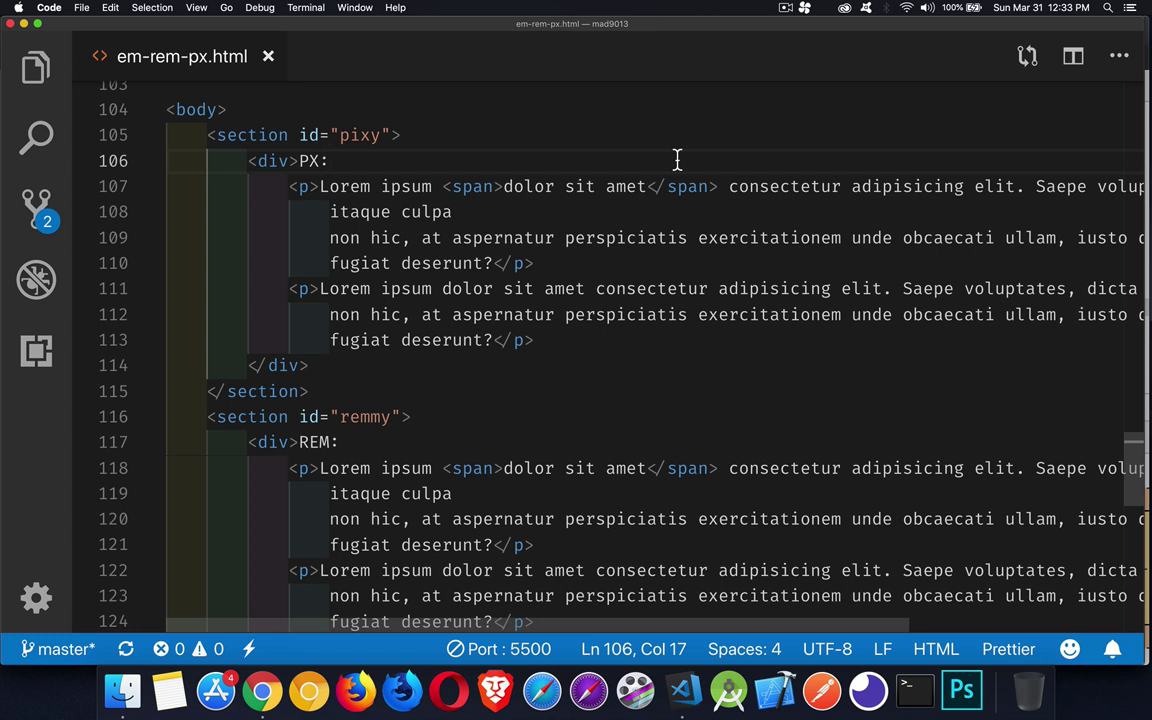 Code File Edit Selection View Go Debug Terminal Window Help 100% Sun Mar 31 12:33 PM
em-rem-px.html — mad9013
<> em-rem-px.html ×
103
104 <body>
105 <section id="pixy">
106 <div>PX:
107 <p>Lorem ipsum <span>dolor sit amet</span> consectetur adipisicing elit. Saepe volup
108 itaque culpa
109 non hic, at aspernatur perspiciatis exercitationem unde obcaecati ullam, iusto d
110 fugiat deserunt?</p>
111 <p>Lorem ipsum dolor sit amet consectetur adipisicing elit. Saepe voluptates, dicta
112 non hic, at aspernatur perspiciatis exercitationem unde obcaecati ullam, iusto d
113 fugiat deserunt?</p>
114 </div>
115 </section>
116 <section id="remmy">
117 <div>REM:
118 <p>Lorem ipsum <span>dolor sit amet</span> consectetur adipisicing elit. Saepe volup
119 itaque culpa
120 non hic, at aspernatur perspiciatis exercitationem unde obcaecati ullam, iusto d
121 fugiat deserunt?</p>
122 <p>Lorem ipsum dolor sit amet consectetur adipisicing elit. Saepe voluptates, dicta
123 non hic, at aspernatur perspiciatis exercitationem unde obcaecati ullam, iusto d
124 fugiat deserunt?</p>
2
master* 0 0 Port : 5500 Ln 106, Col 17 Spaces: 4 UTF-8 LF HTML Prettier
4
>_
Ps